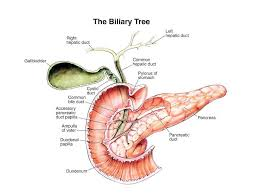 The Biliary Tree
Right
hepatic duct
Left
hepatic duct
Gallbladder
Common
hepatic duct
Pylorus of
stomach
Cystic
duct
Common
bile duct
Accessory
pancreatic
duct papilla
Ampulla
of vater
Duodenal
papilla
Pancreas
Pancreatic
duct
Duodenum